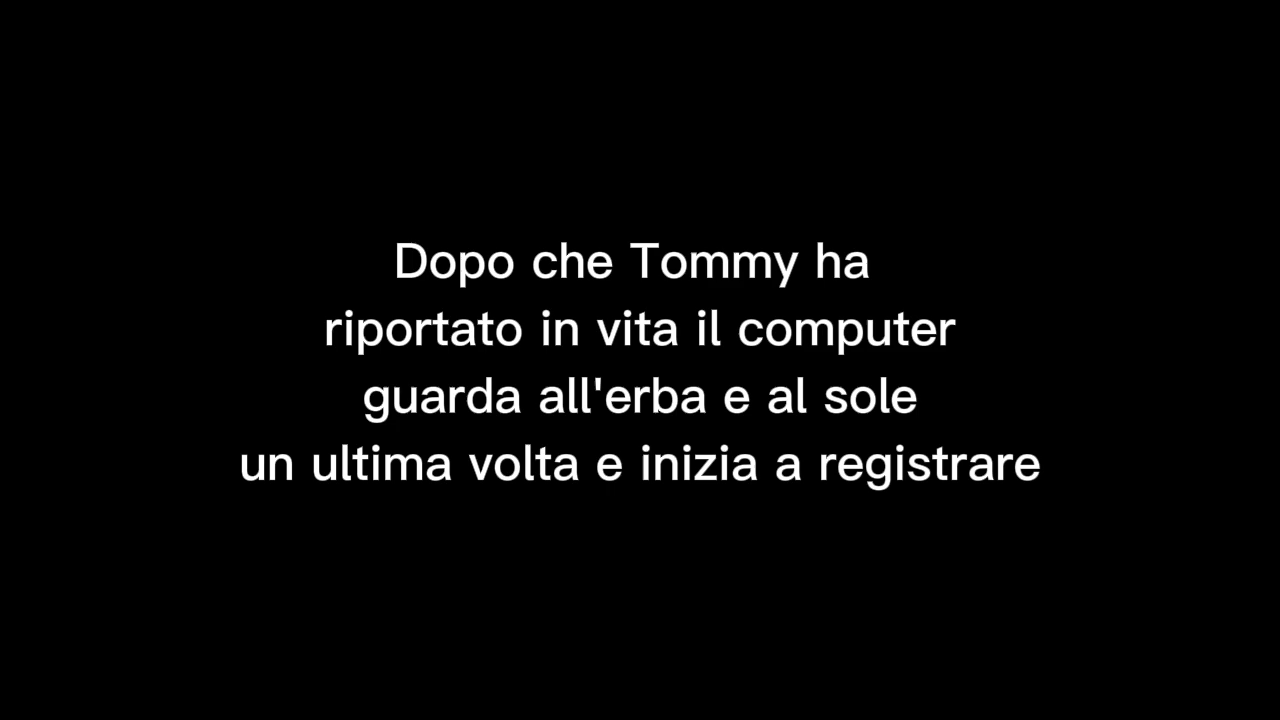 Dopo che Tommy ha
riportato in vita il computer
guarda all'erba e al sole
un ultima volta e inizia a registrare